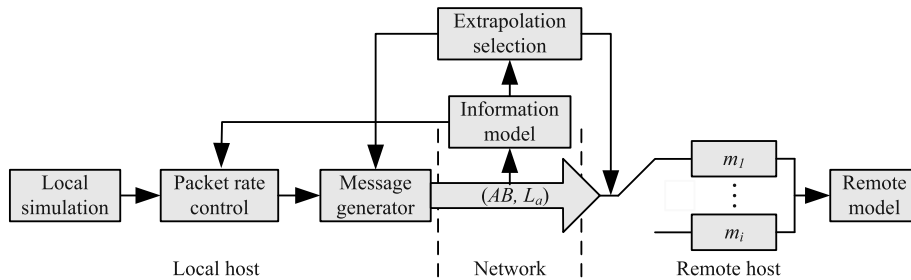 Extrapolation
selection
Information
model
Local
simulation
Packet rate
control
Message
generator
(AB, Lₐ)
m₁
⋮
mᵢ
Remote
model
Local host
Network
Remote host